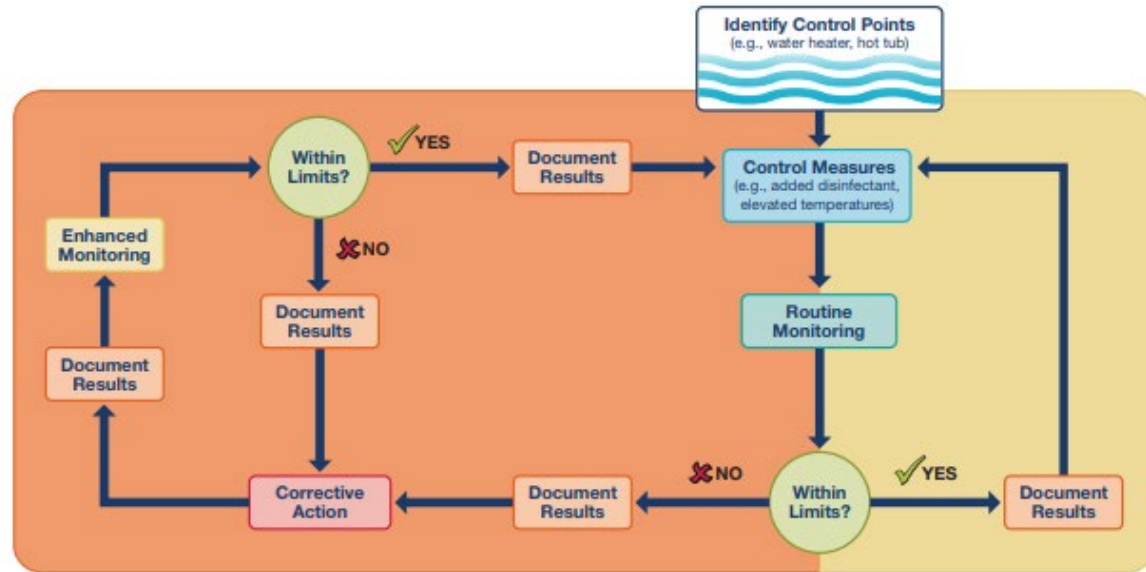 Identify Control Points
(e.g., water heater, hot tub)
Within
Limits?
YES
Document
Results
Control Measures
(e.g., added disinfectant,
elevated temperatures)
Enhanced
Monitoring
NO
Document
Results
Routine
Monitoring
Document
Results
Corrective
Action
Document
Results
NO
Within
Limits?
YES
Document
Results